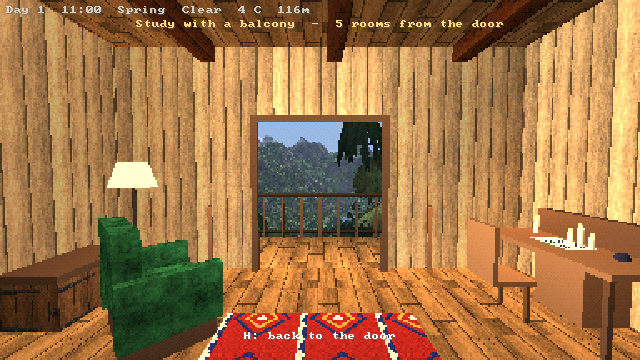 Day 1  11:00  Spring  Clear  4 C  116m
Study with a balcony  -  5 rooms from the door
H: back to the door